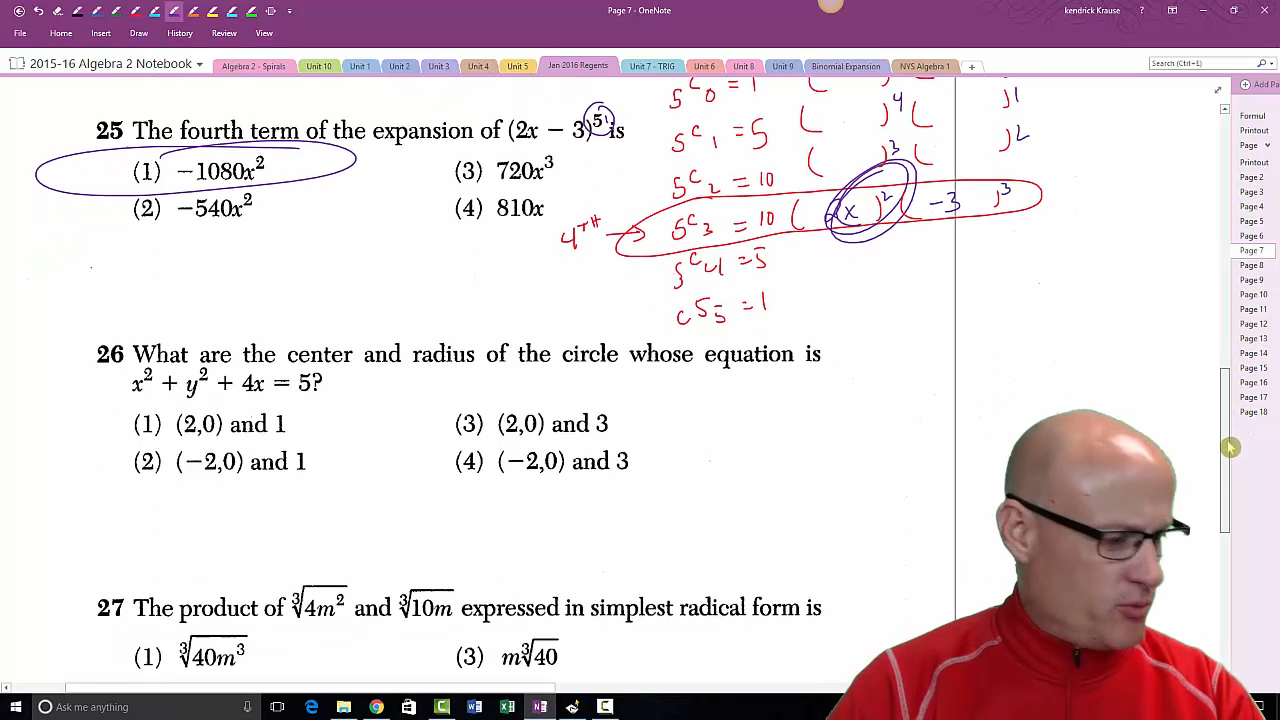 Page 7 - OneNote
kendrick Krause
File Home Insert Draw History Review View
2015-16 Algebra 2 Notebook
Algebra 2 - Spirals Unit 10 Unit 1 Unit 2 Unit 3 Unit 4 Unit 5 Jan 2016 Regents Unit 7 - TRIG Unit 6 Unit 8 Unit 9 Binomial Expansion NYS Algebra 1 +
Search (Ctrl+E)
Add Pa
Cover
Formula
Printout
Page
Printout
Page 2
Page 3
Page 4
Page 5
Page 6
Page 7
Page 8
Page 9
Page 10
Page 11
Page 12
Page 13
Page 14
Page 15
Page 16
Page 17
Page 18
25 The fourth term of the expansion of (2x − 3)⁵ is
(1) −1080x² (3) 720x³
(2) −540x² (4) 810x
5C0 = 1 ( ( )1
5C1 = 5 ( )4 ( )2
5C2 = 10 ( )3 (
4TH → 5C3 = 10 ( 2x )2 ( -3 )3
5C4 = 5
5C5 = 1
26 What are the center and radius of the circle whose equation is
x² + y² + 4x = 5?
(1) (2,0) and 1 (3) (2,0) and 3
(2) (−2,0) and 1 (4) (−2,0) and 3
27 The product of ∛4m² and ∛10m expressed in simplest radical form is
(1) ∛40m³ (3) m∛40
Ask me anything